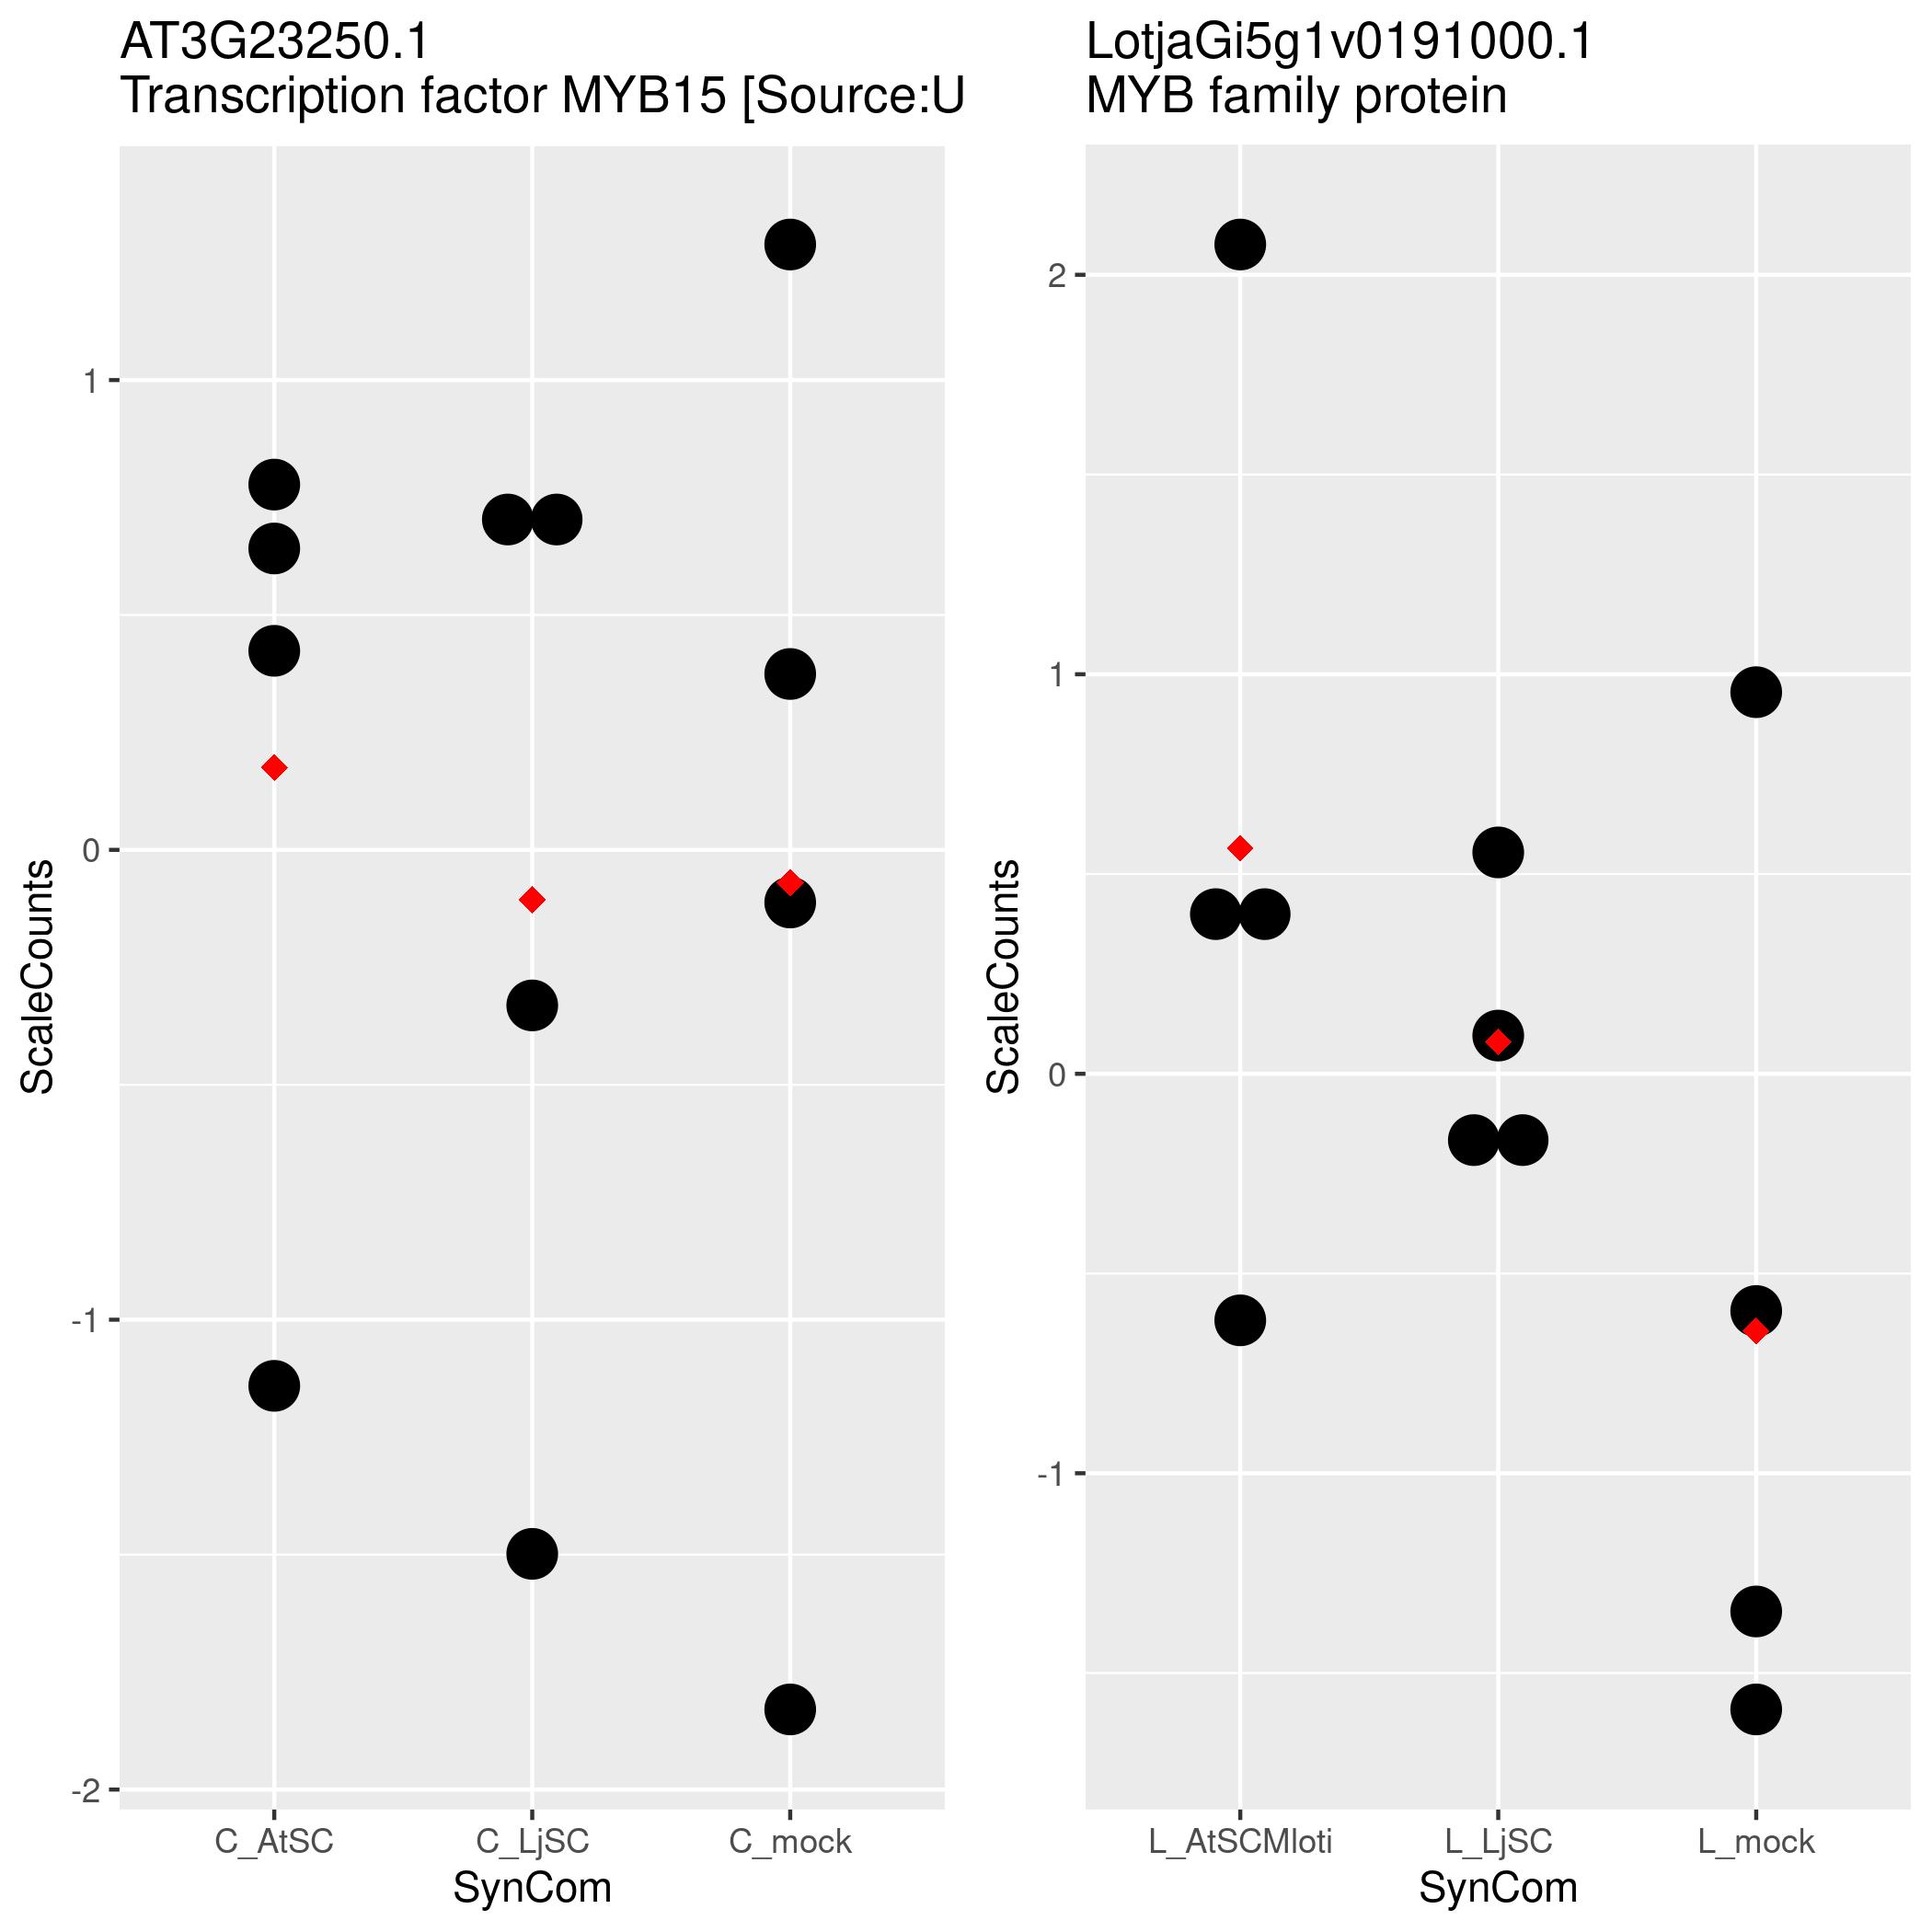 AT3G23250.1
Transcription factor MYB15 [Source:U
ScaleCounts
1
0
-1
-2
C_AtSC C_LjSC C_mock
SynCom
LotjaGi5g1v0191000.1
MYB family protein
ScaleCounts
2
1
0
-1
L_AtSCMloti L_LjSC L_mock
SynCom